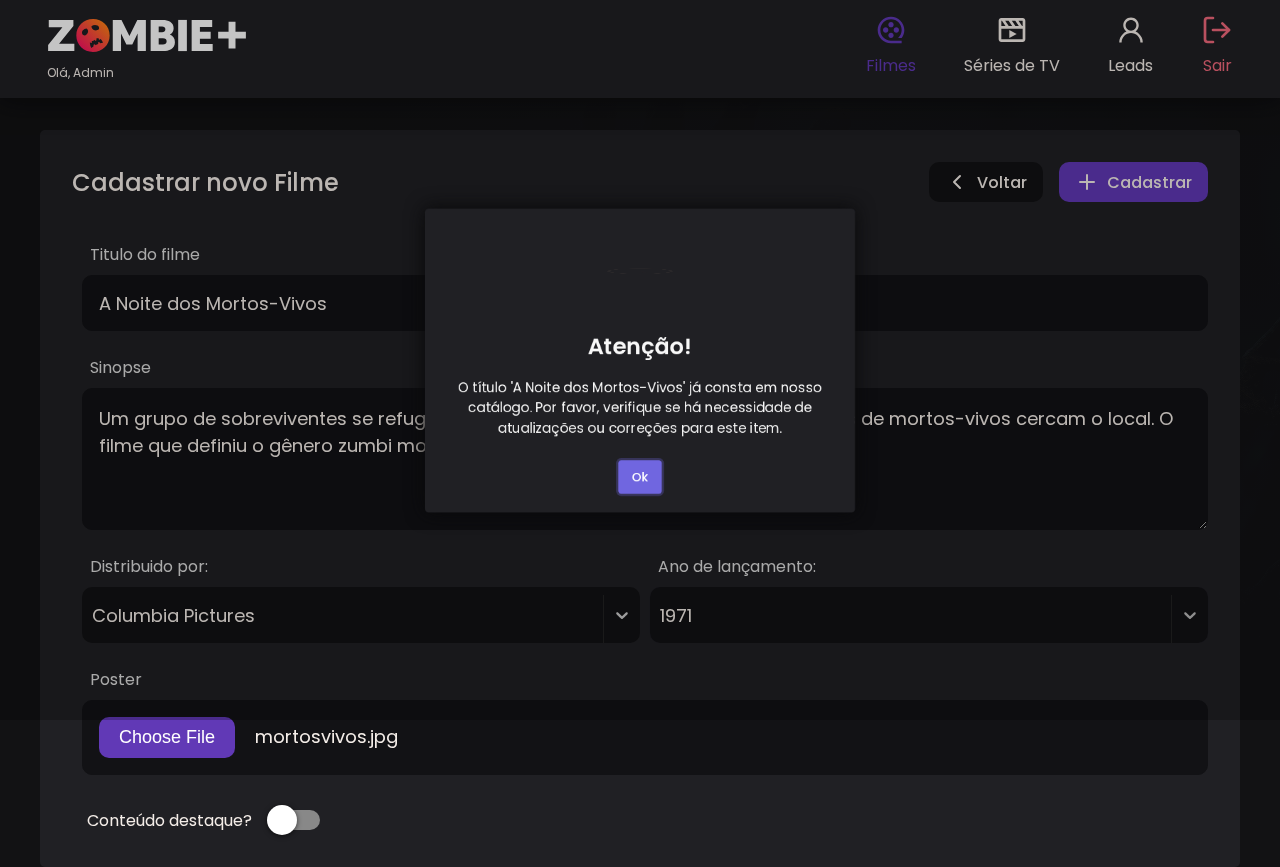 ZOMBIE+
Olá, Admin
Filmes
Séries de TV
Leads
Sair
Cadastrar novo Filme
Voltar
Cadastrar
Titulo do filme
A Noite dos Mortos-Vivos
Sinopse
Um grupo de sobreviventes se refug
de mortos-vivos cercam o local. O
filme que definiu o gênero zumbi
Atenção!
O título 'A Noite dos Mortos-Vivos' já consta em nosso
catálogo. Por favor, verifique se há necessidade de
atualizações ou correções para este item.
Ok
Distribuido por:
Ano de lançamento:
Columbia Pictures
1971
Poster
Choose File
mortosvivos.jpg
Conteúdo destaque?